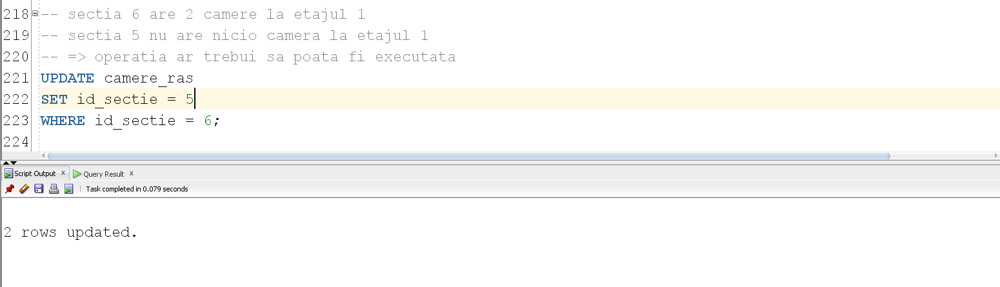 218 -- sectia 6 are 2 camere la etajul 1
219 -- sectia 5 nu are nicio camera la etajul 1
220 -- => operatia ar trebui sa poata fi executata
221 UPDATE camere_ras
222 SET id_sectie = 5
223 WHERE id_sectie = 6;
224
Script Output x Query Result x
Task completed in 0.079 seconds
2 rows updated.